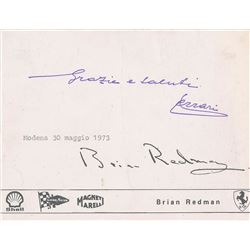 Grazie e saluti
Ferrari
Modena 30 maggio 1973
Brian Redman
Shell
MAGNETI
MARELLI
Brian Redman